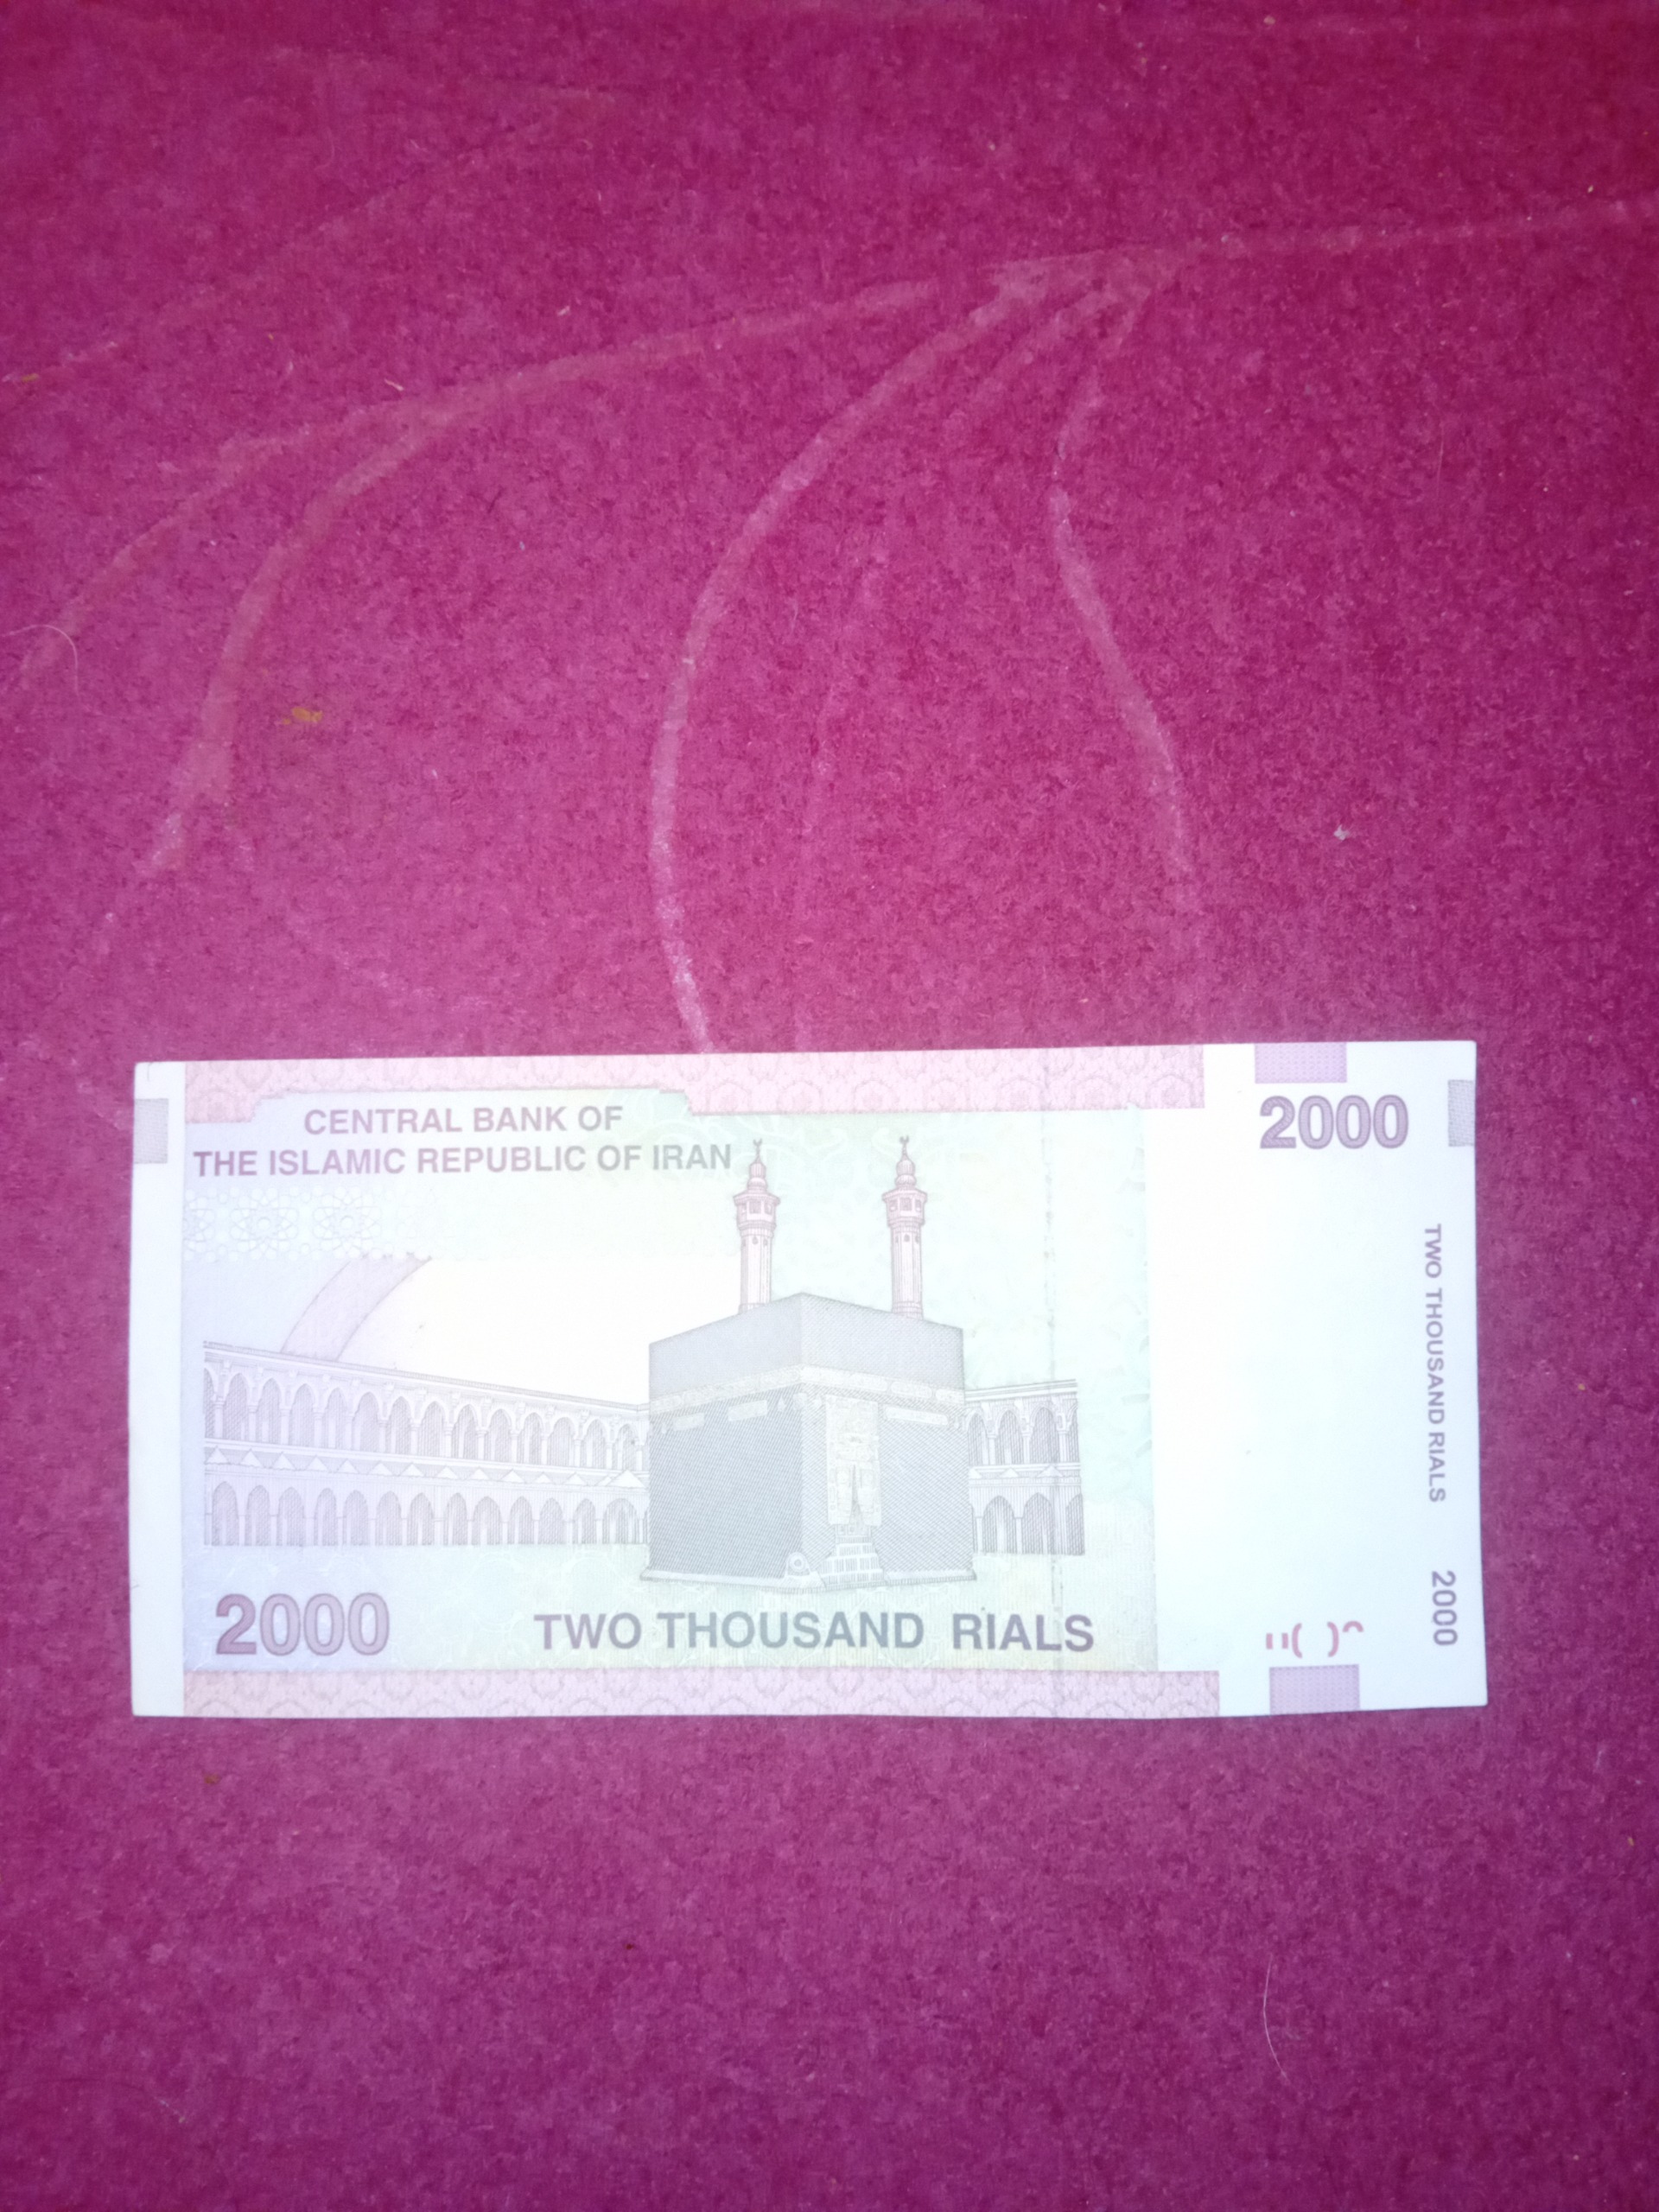 CENTRAL BANK OF
THE ISLAMIC REPUBLIC OF IRAN
2000
TWO THOUSAND RIALS 2000
2000 TWO THOUSAND RIALS